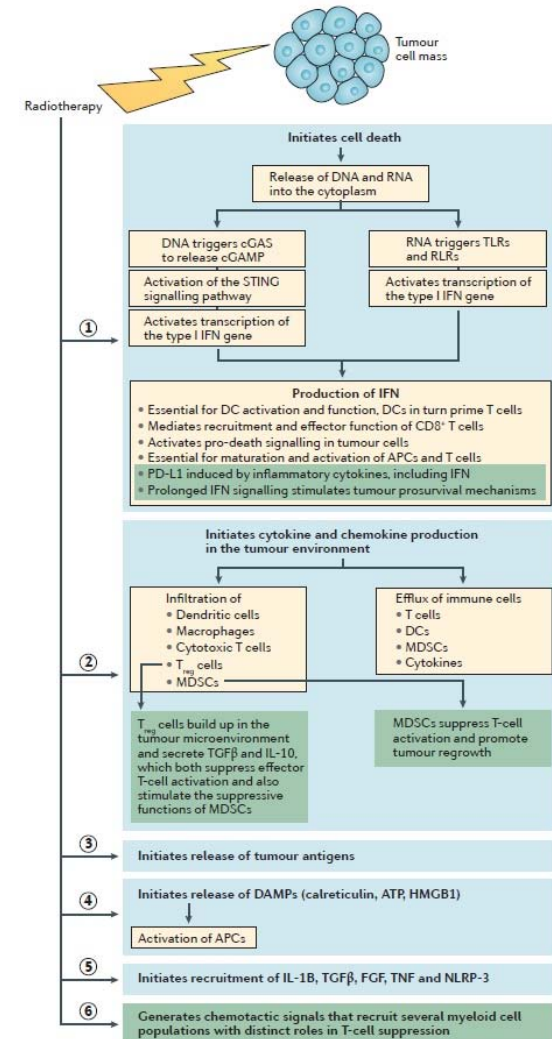 Tumour
cell mass
Radiotherapy
Initiates cell death
Release of DNA and RNA
into the cytoplasm
DNA triggers cGAS
to release cGAMP
Activation of the STING
signalling pathway
Activates transcription of
the type I IFN gene
RNA triggers TLRs
and RLRs
Activates transcription of
the type I IFN gene
①
Production of IFN
• Essential for DC activation and function, DCs in turn prime T cells
• Mediates recruitment and effector function of CD8⁺ T cells
• Activates pro-death signalling in tumour cells
• Essential for maturation and activation of APCs and T cells
• PD-L1 induced by inflammatory cytokines, including IFN
• Prolonged IFN signalling stimulates tumour prosurvival mechanisms
Initiates cytokine and chemokine production
in the tumour environment
②
Infiltration of
• Dendritic cells
• Macrophages
• Cytotoxic T cells
• Treg cells
• MDSCs
Efflux of immune cells
• T cells
• DCs
• MDSCs
• Cytokines
Treg cells build up in the
tumour microenvironment
and secrete TGFβ and IL-10,
which both suppress effector
T-cell activation and also
stimulate the suppressive
functions of MDSCs
MDSCs suppress T-cell
activation and promote
tumour regrowth
③
Initiates release of tumour antigens
④
Initiates release of DAMPs (calreticulin, ATP, HMGB1)
Activation of APCs
⑤
Initiates recruitment of IL-1B, TGFβ, FGF, TNF and NLRP-3
⑥
Generates chemotactic signals that recruit several myeloid cell
populations with distinct roles in T-cell suppression